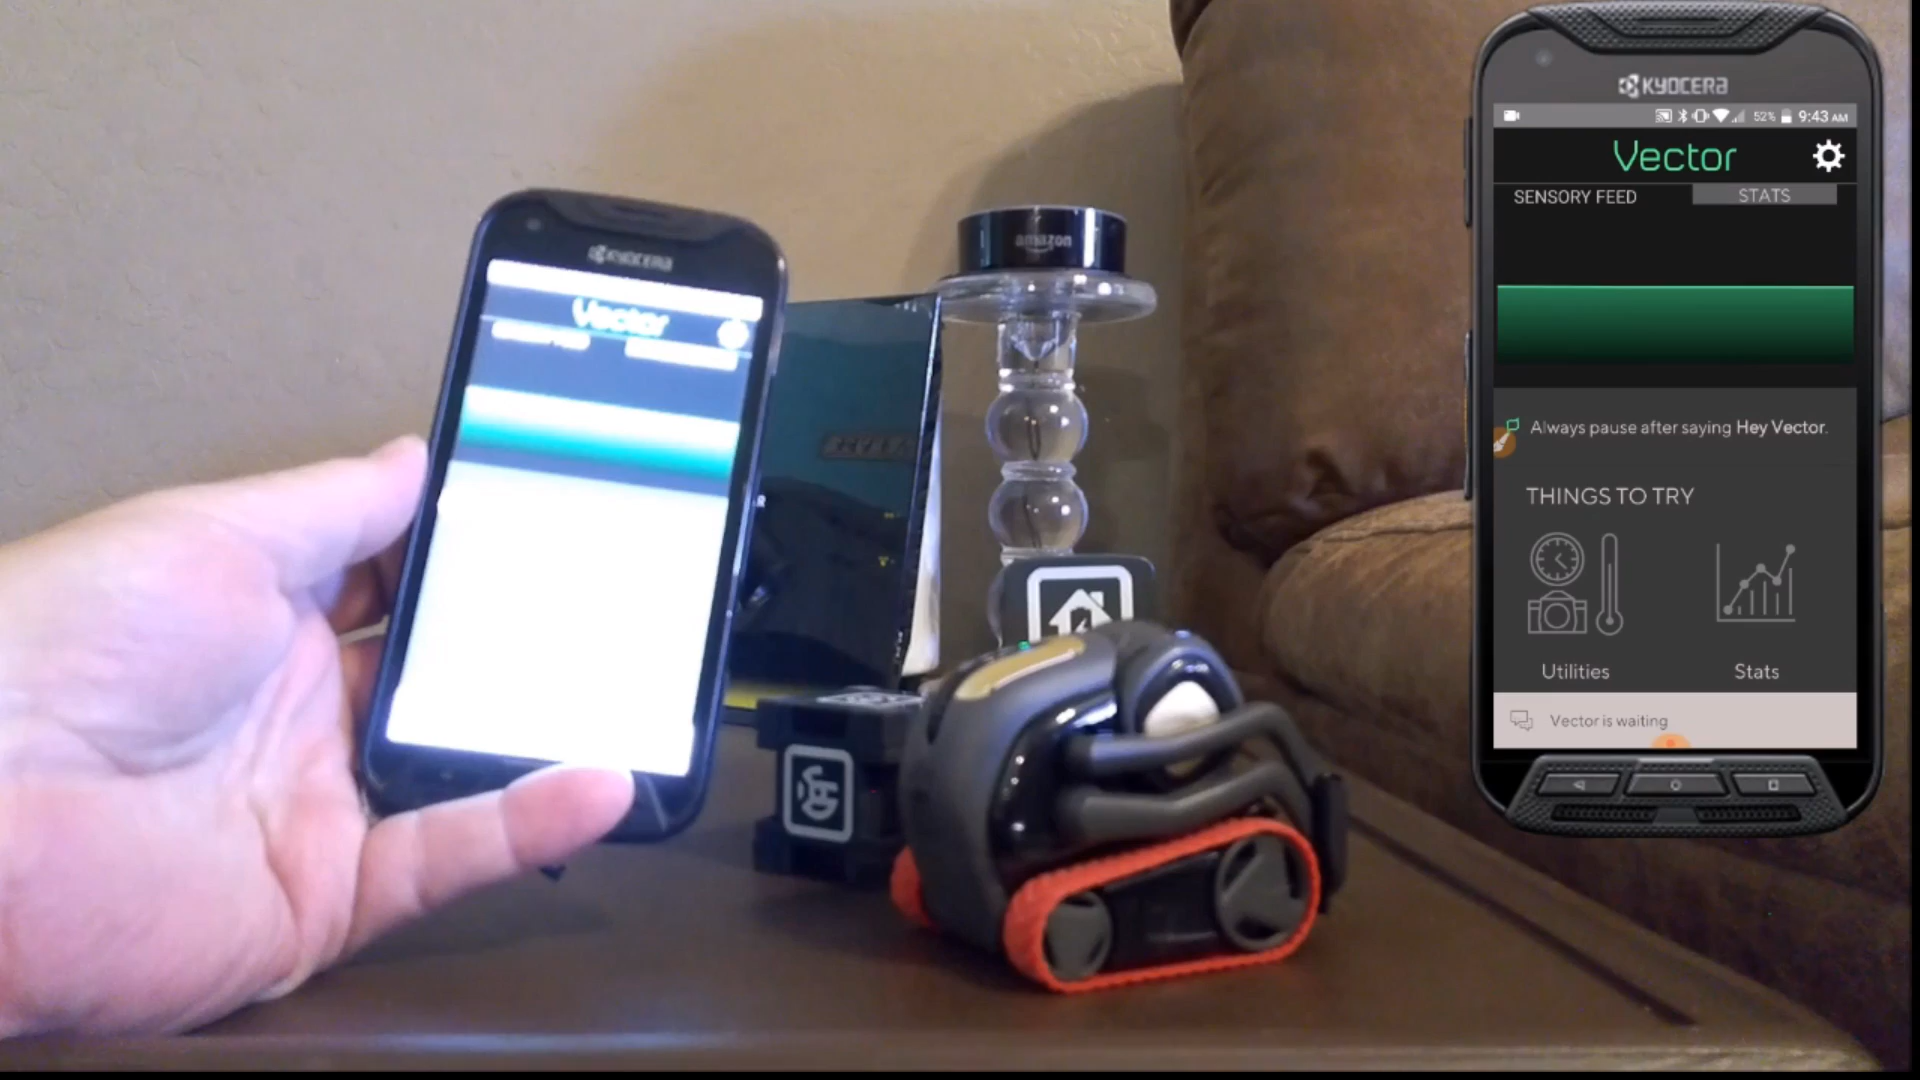 KYOCERA
52% 9:43 AM
Vector
SENSORY FEED STATS
Always pause after saying Hey Vector.
THINGS TO TRY
Utilities Stats
Vector is waiting
KYOCERA
Vector
amazon